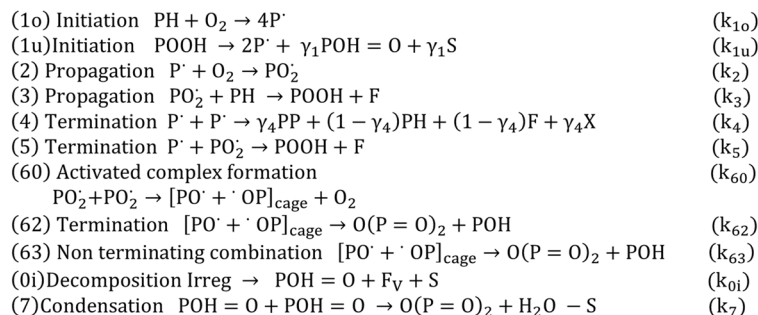 (1o) Initiation PH + O₂ → 4P˙ (k₁ₒ)
(1u)Initiation POOH → 2P˙ + γ₁POH = O + γ₁S (k₁ᵤ)
(2) Propagation P˙ + O₂ → PO₂˙ (k₂)
(3) Propagation PO₂˙ + PH → POOH + F (k₃)
(4) Termination P˙ + P˙ → γ₄PP + (1 − γ₄)PH + (1 − γ₄)F + γ₄X (k₄)
(5) Termination P˙ + PO₂˙ → POOH + F (k₅)
(60) Activated complex formation (k₆₀)
PO₂˙+PO₂˙ → [PO˙ + ˙ OP]cage + O₂
(62) Termination [PO˙ + ˙ OP]cage → O(P = O)₂ + POH (k₆₂)
(63) Non terminating combination [PO˙ + ˙ OP]cage → O(P = O)₂ + POH (k₆₃)
(0i)Decomposition Irreg → POH = O + Fᵥ + S (k₀ᵢ)
(7)Condensation POH = O + POH = O → O(P = O)₂ + H₂O − S (k₇)